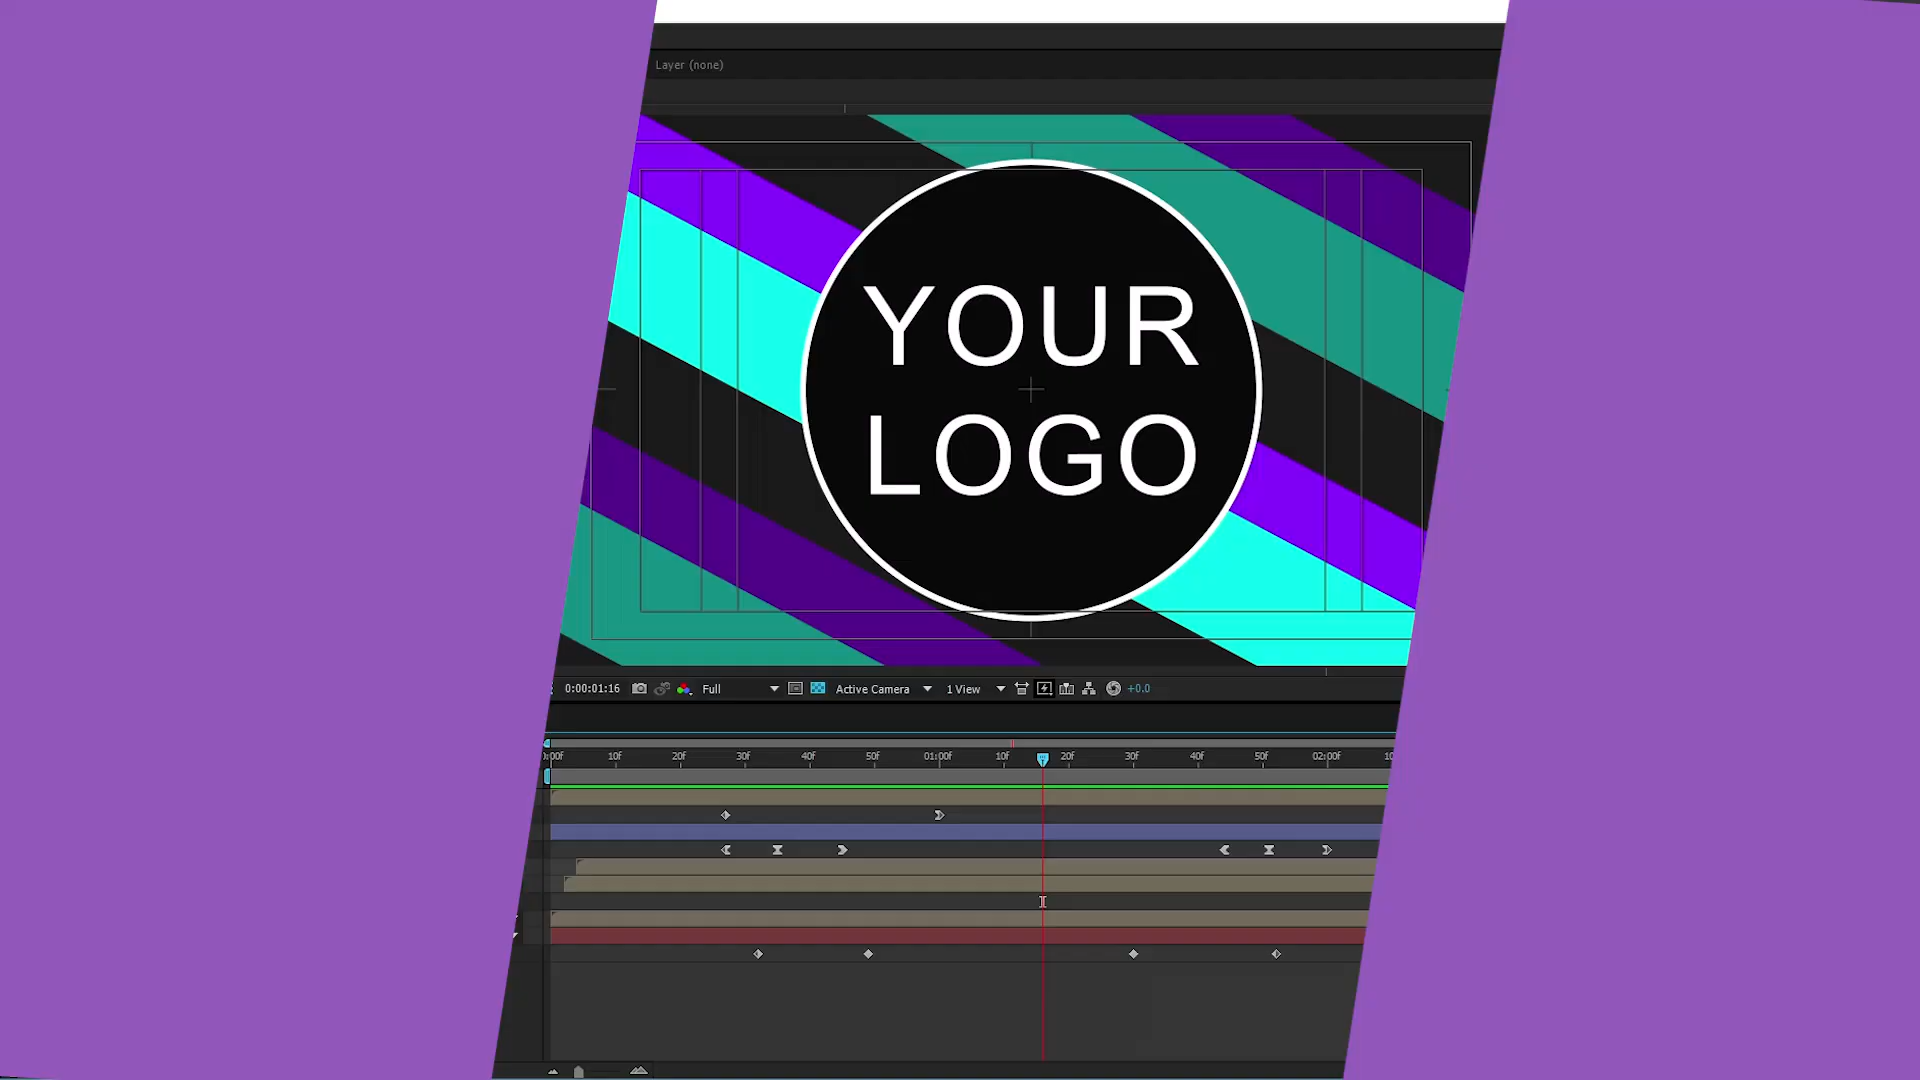 Layer (none)
YOUR
LOGO
0:00:01:16 Full Active Camera 1 View +0.0
:00f 10f 20f 30f 40f 50f 01:00f 10f 20f 30f 40f 50f 02:00f 10